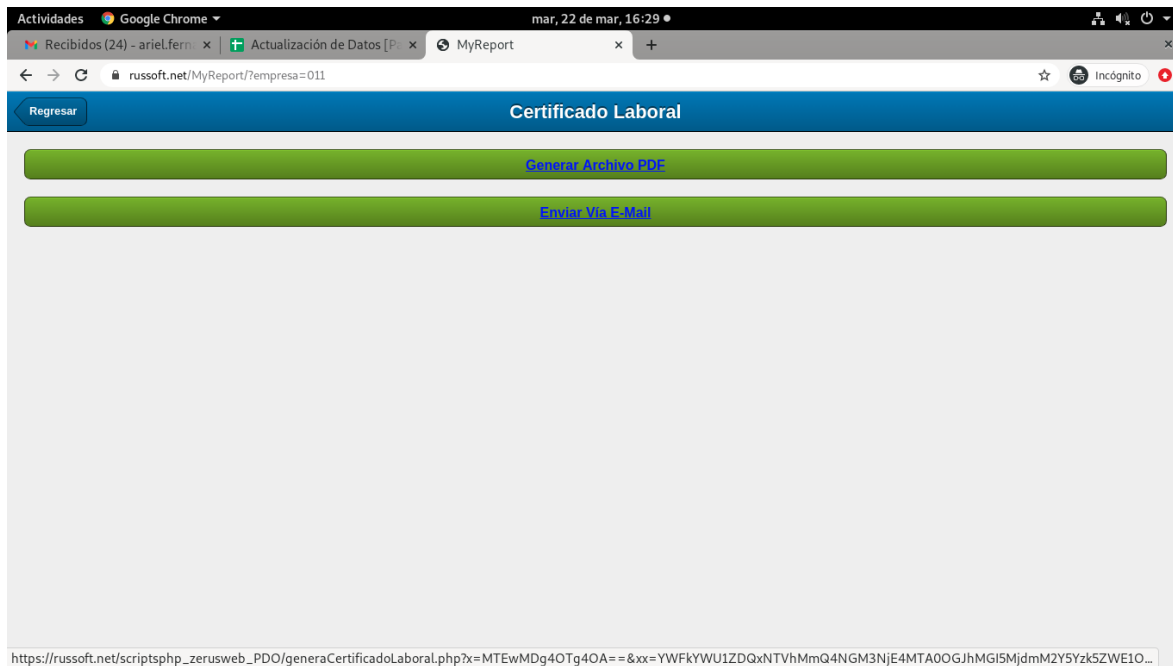 Actividades Google Chrome mar, 22 de mar, 16:29
Recibidos (24) - ariel.fern. Actualización de Datos [Pa MyReport
russoft.net/MyReport/?empresa=011 Incógnito
Regresar Certificado Laboral
Generar Archivo PDF
Enviar Vía E-Mail
https://russoft.net/scriptsphp_zerusweb_PDO/generaCertificadoLaboral.php?x=MTEwMDg4OTg4OA==&xx=YWFkYWU1ZDQxNTVhMmQ4NGM3NjE4MTA0OGJhMGI5MjdmM2Y5Yzk5ZWE1O...